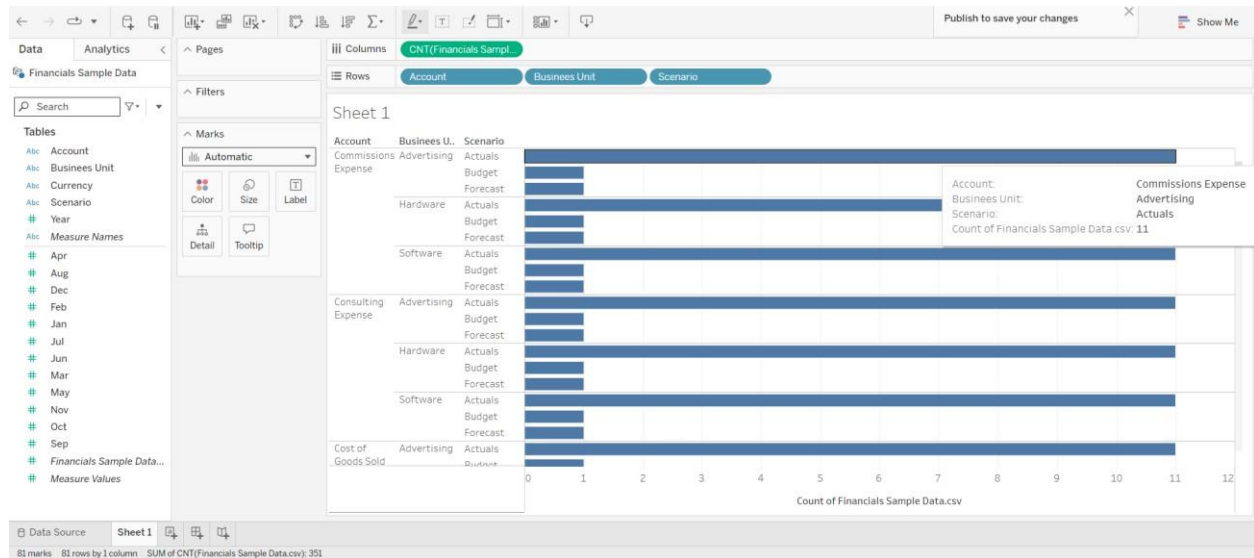 Publish to save your changes
Show Me
Data Analytics
Financials Sample Data
Search
Tables
Abc Account
Abc Businees Unit
Abc Currency
Abc Scenario
# Year
Abc Measure Names
# Apr
# Aug
# Dec
# Feb
# Jan
# Jul
# Jun
# Mar
# May
# Nov
# Oct
# Sep
# Financials Sample Data...
# Measure Values
Pages
Filters
Marks
Automatic
Color Size Label
Detail Tooltip
Columns CNT(Financials Sampl...
Rows Account Businees Unit Scenario
Sheet 1
Account Businees U.. Scenario
Commissions Advertising Actuals
Expense Budget
Forecast
Hardware Actuals
Budget
Forecast
Software Actuals
Budget
Forecast
Consulting Advertising Actuals
Expense Budget
Forecast
Hardware Actuals
Budget
Forecast
Software Actuals
Budget
Forecast
Cost of Advertising Actuals
Goods Sold Budget
Account: Commissions Expense
Businees Unit: Advertising
Scenario: Actuals
Count of Financials Sample Data.csv: 11
0 1 2 3 4 5 6 7 8 9 10 11 12
Count of Financials Sample Data.csv
Data Source Sheet 1
81 marks 81 rows by 1 column SUM of CNT(Financials Sample Data.csv): 351